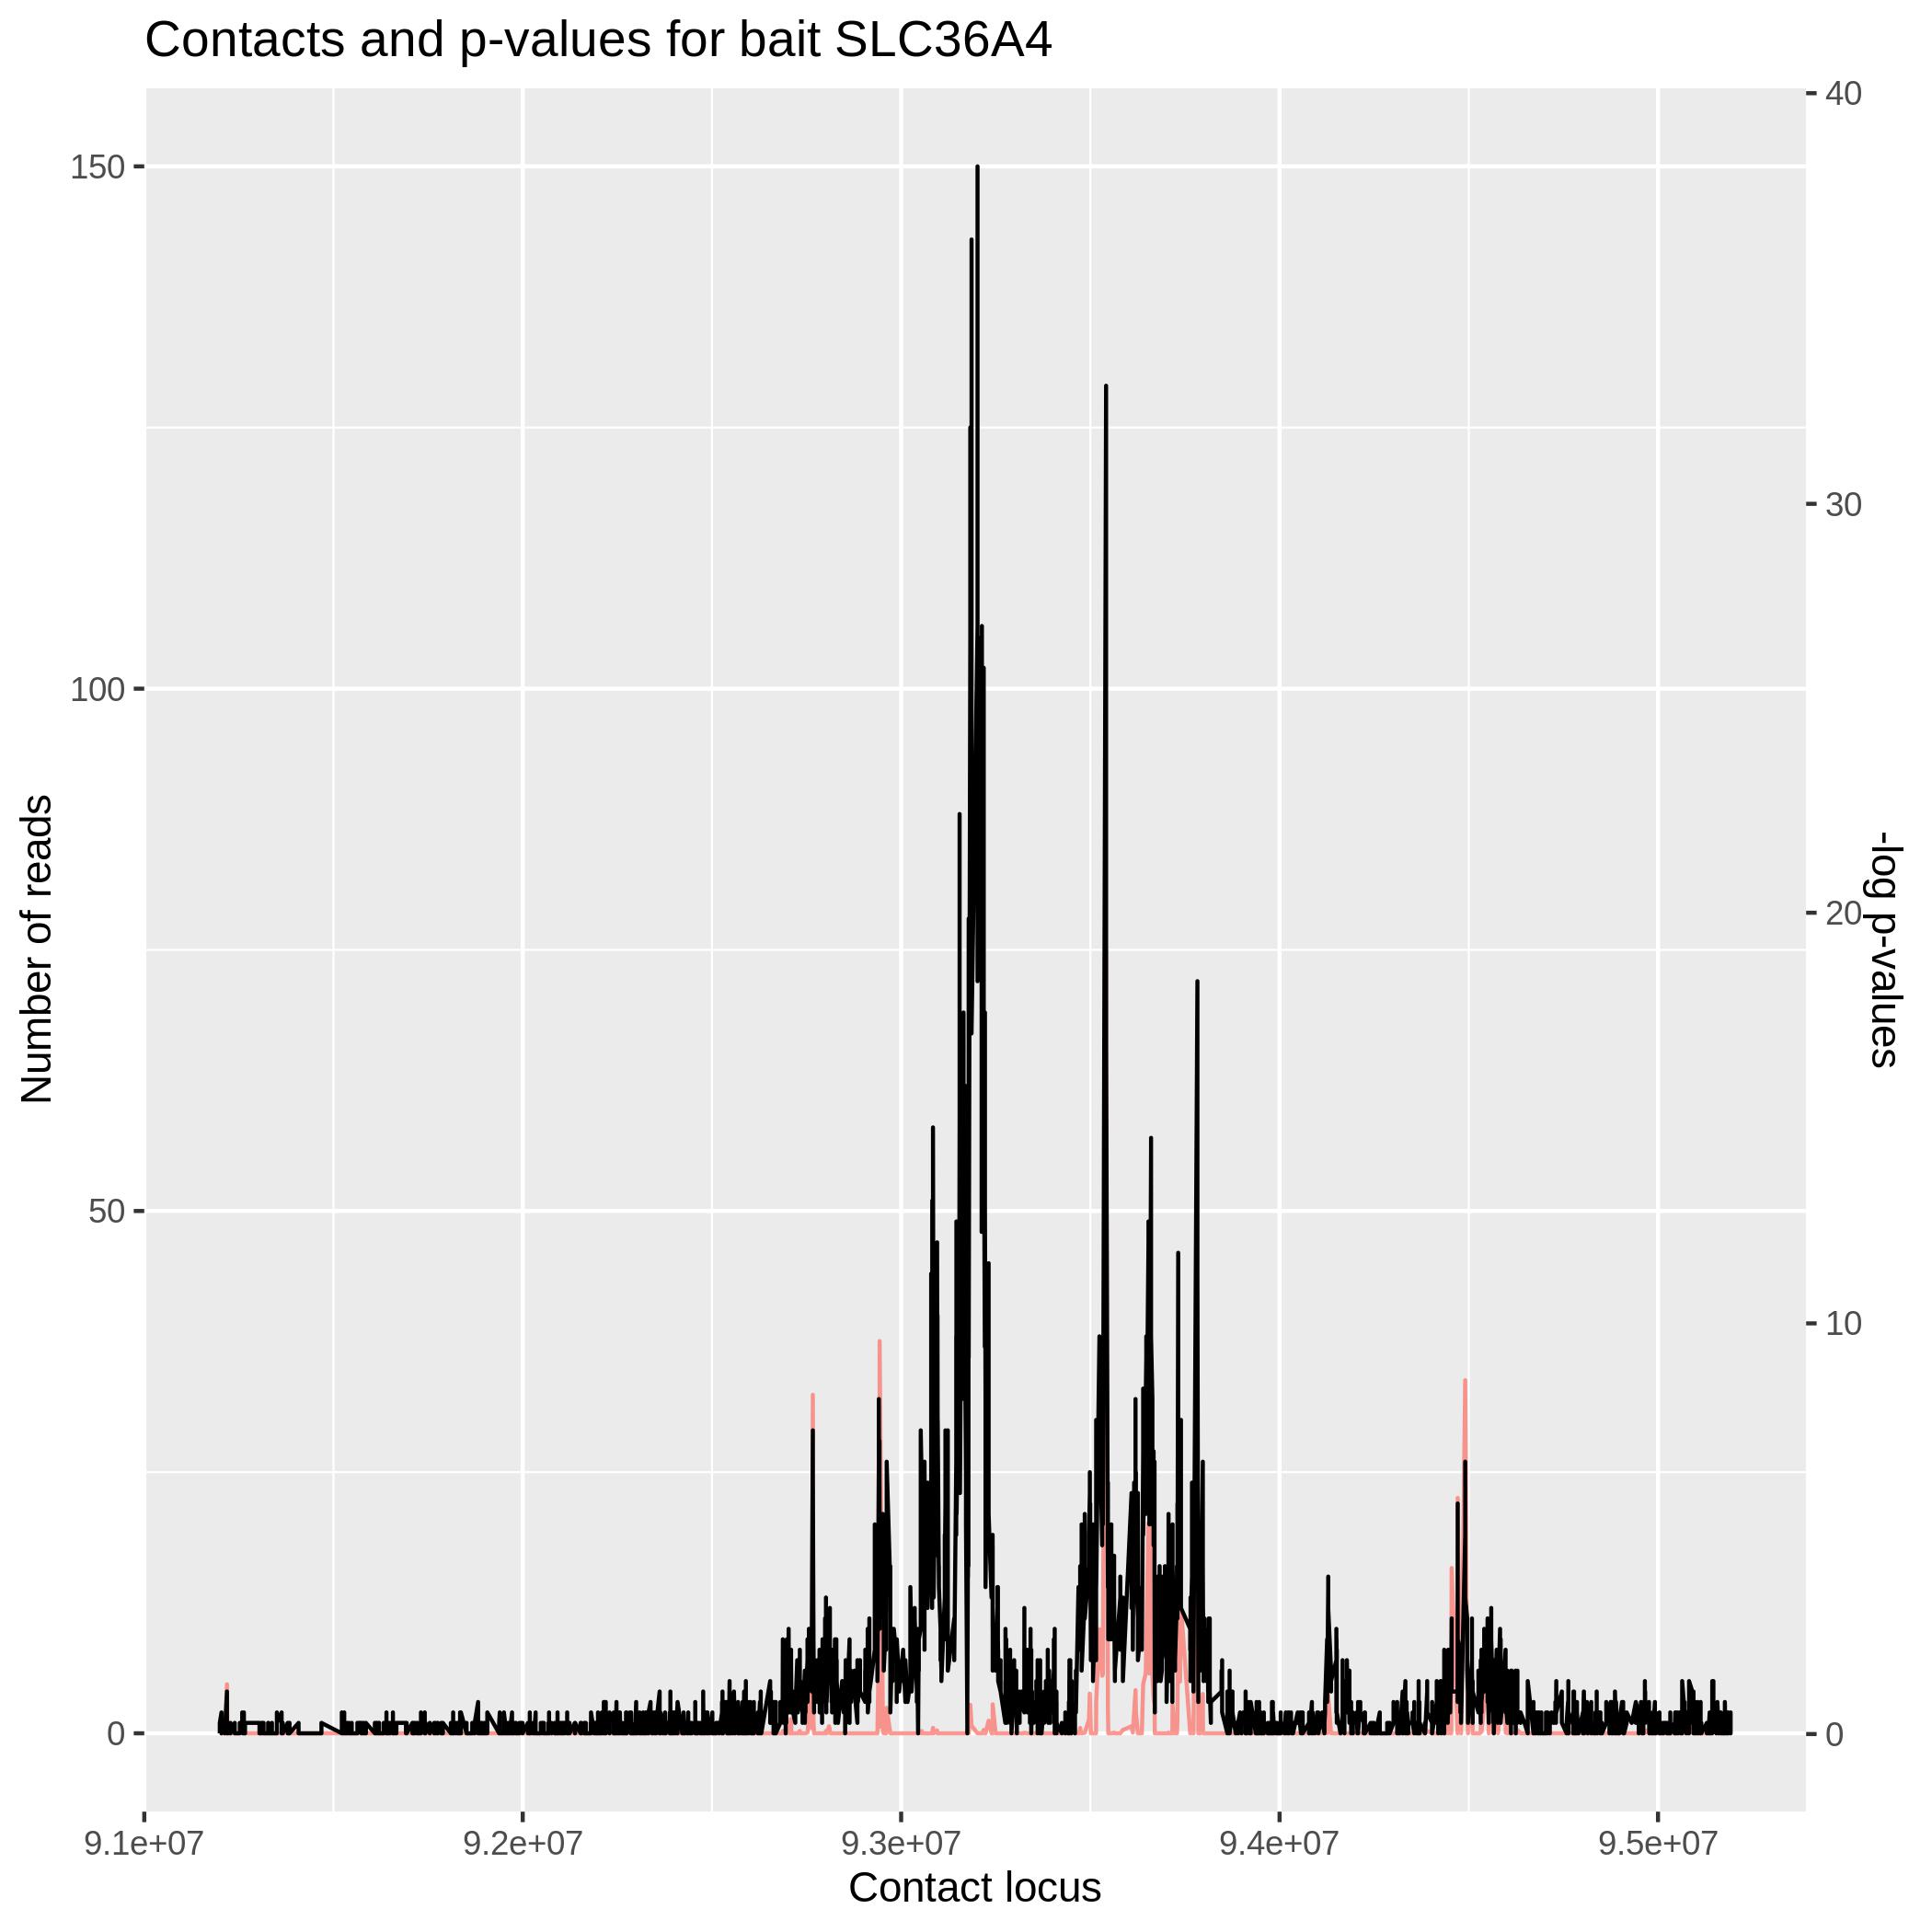 Contacts and p-values for bait SLC36A4
150
100
50
0
Number of reads
40
30
20
10
0
-log p-values
9.1e+07
9.2e+07
9.3e+07
9.4e+07
9.5e+07
Contact locus